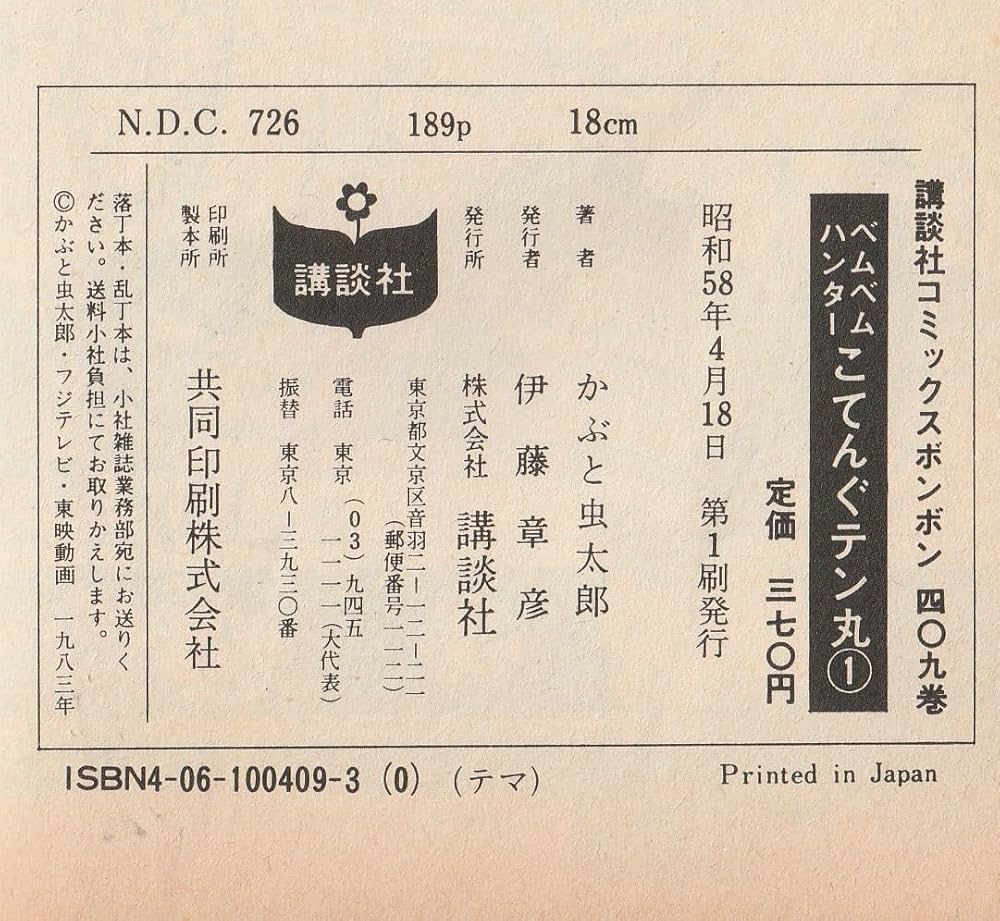 N.D.C. 726 189p 18cm
講談社コミックスボンボン 四〇九巻
ベムベム
ハンター
こてんぐテン丸①
定価 三七〇円
昭和58年4月18日 第1刷発行
著者 かぶと虫太郎
発行者 伊藤章彦
発行所 株式会社 講談社
東京都文京区音羽二－一二－二一
(郵便番号一一二)
電話 東京(03)九四五
一一一一(大代表)
振替 東京八－三九三〇番
講談社
印刷所
製本所
共同印刷株式会社
落丁本・乱丁本は、小社雑誌業務部宛にお送りく
ださい。送料小社負担にてお取りかえします。
©かぶと虫太郎・フジテレビ・東映動画 一九八三年
ISBN4-06-100409-3 (0) (テマ)
Printed in Japan